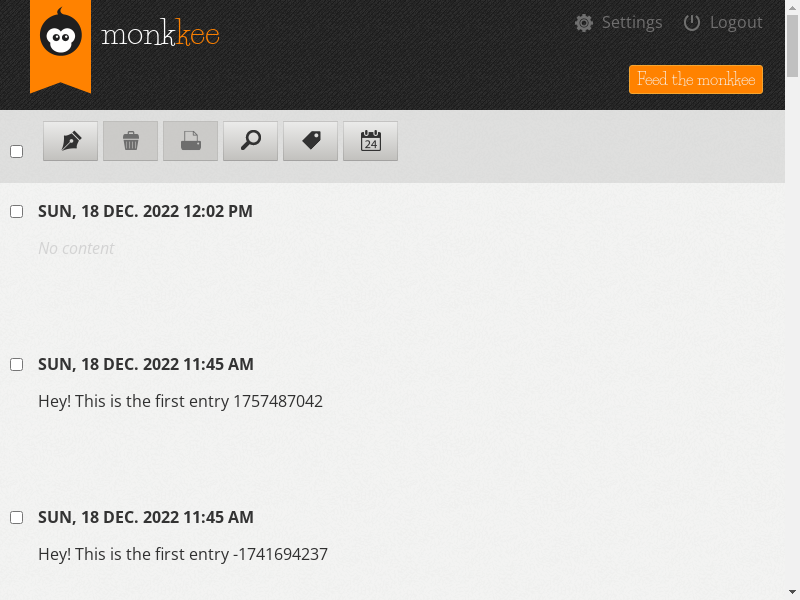 monkkee
Settings
Logout
Feed the monkkee
24
SUN, 18 DEC. 2022 12:02 PM
No content
SUN, 18 DEC. 2022 11:45 AM
Hey! This is the first entry 1757487042
SUN, 18 DEC. 2022 11:45 AM
Hey! This is the first entry -1741694237